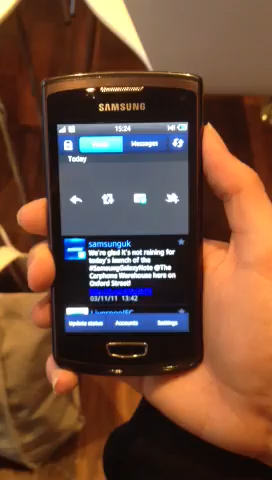 SAMSUNG
15:24
Messages
Today
samsunguk
We're glad it's not raining for
today's launch of the
#SamsungGalaxyNote @The
Carphone Warehouse here on
Oxford Street!
03/11/11 13:42
LiverpoolFC
Update status Accounts Settings